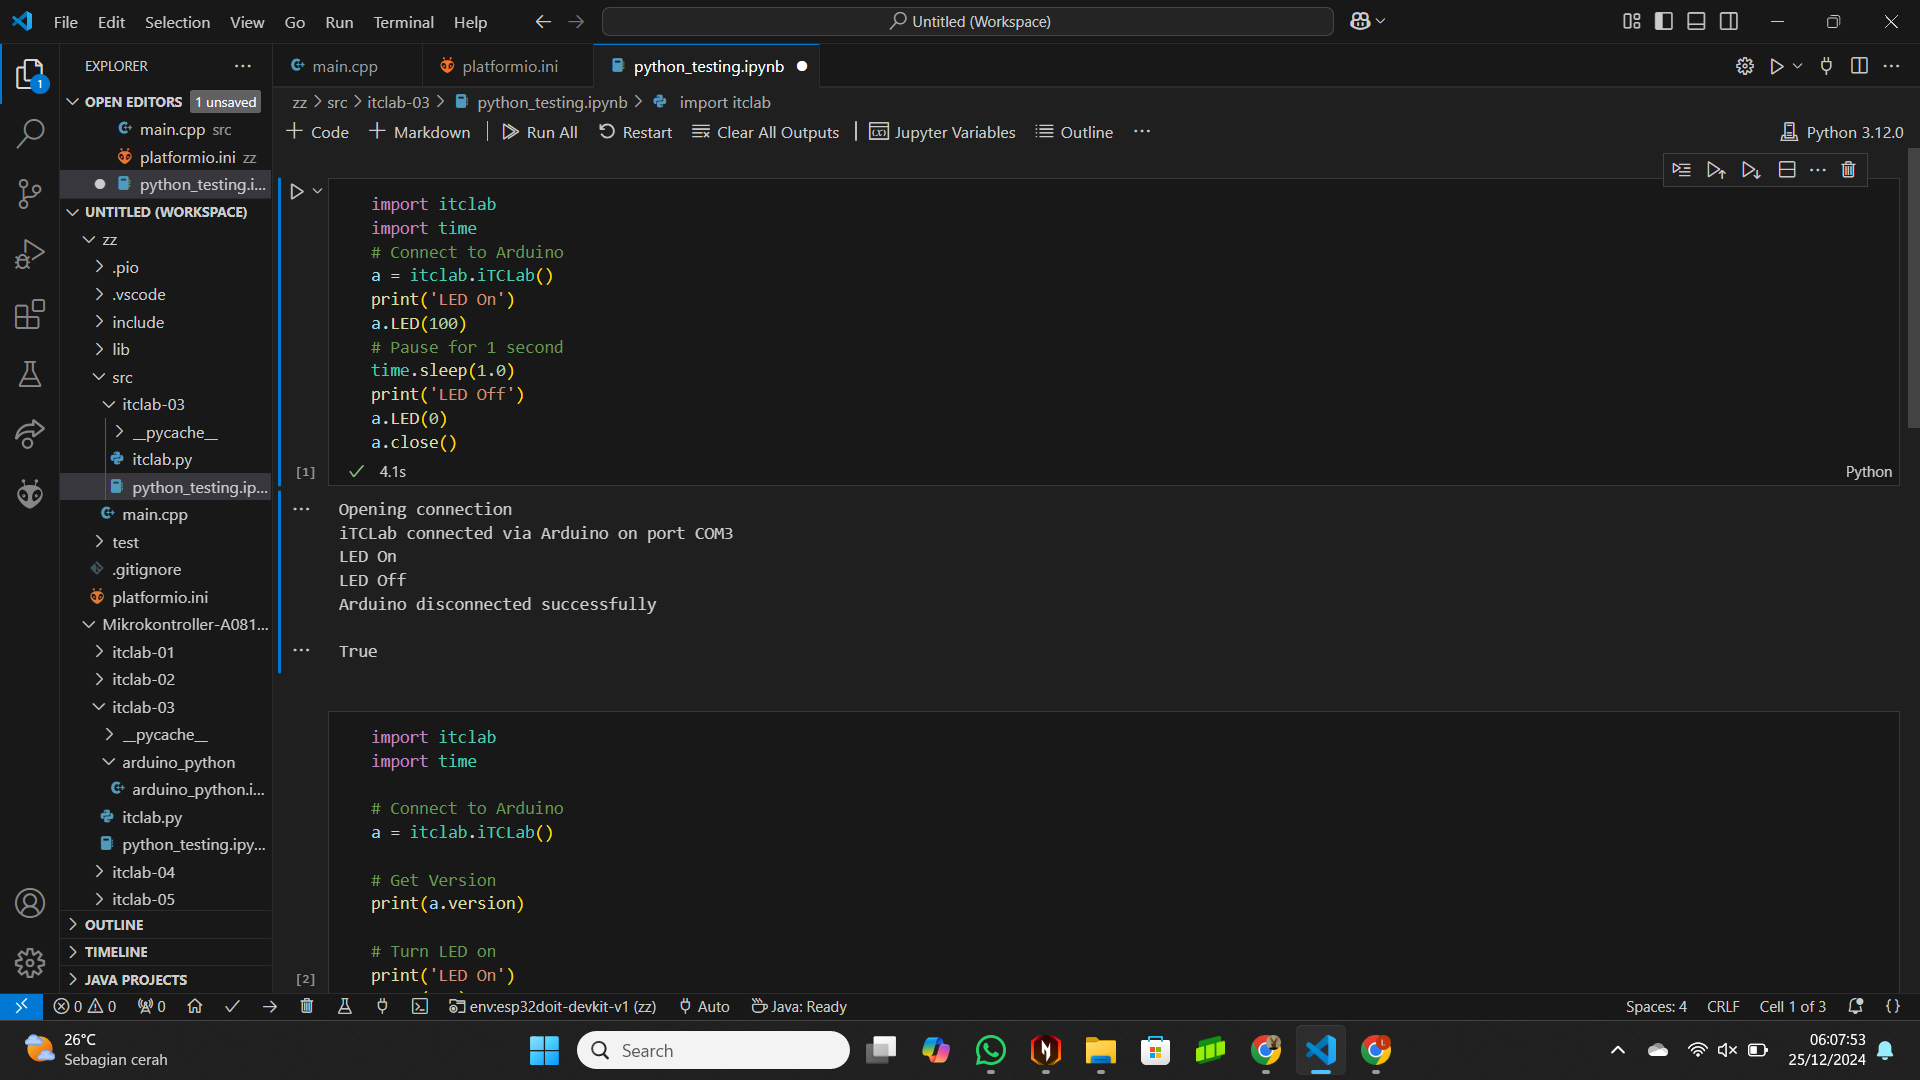 File Edit Selection View Go Run Terminal Help
Untitled (Workspace)
EXPLORER
OPEN EDITORS 1 unsaved
main.cpp src
platformio.ini zz
python_testing.i...
UNTITLED (WORKSPACE)
zz
.pio
.vscode
include
lib
src
itclab-03
__pycache__
itclab.py
python_testing.ip...
main.cpp
test
.gitignore
platformio.ini
Mikrokontroller-A081...
itclab-01
itclab-02
itclab-03
__pycache__
arduino_python
arduino_python.i...
itclab.py
python_testing.ipy...
itclab-04
itclab-05
OUTLINE
TIMELINE
JAVA PROJECTS
1
main.cpp platformio.ini python_testing.ipynb
zz > src > itclab-03 > python_testing.ipynb > import itclab
Code Markdown Run All Restart Clear All Outputs Jupyter Variables Outline ...
Python 3.12.0
import itclab
import time
# Connect to Arduino
a = itclab.iTCLab()
print('LED On')
a.LED(100)
# Pause for 1 second
time.sleep(1.0)
print('LED Off')
a.LED(0)
a.close()
[1] 4.1s Python
Opening connection
iTCLab connected via Arduino on port COM3
LED On
LED Off
Arduino disconnected successfully
True
import itclab
import time
# Connect to Arduino
a = itclab.iTCLab()
# Get Version
print(a.version)
# Turn LED on
print('LED On')
[2]
0 0 0 env:esp32doit-devkit-v1 (zz) Auto Java: Ready Spaces: 4 CRLF Cell 1 of 3
26°C
Sebagian cerah
Search
06:07:53
25/12/2024